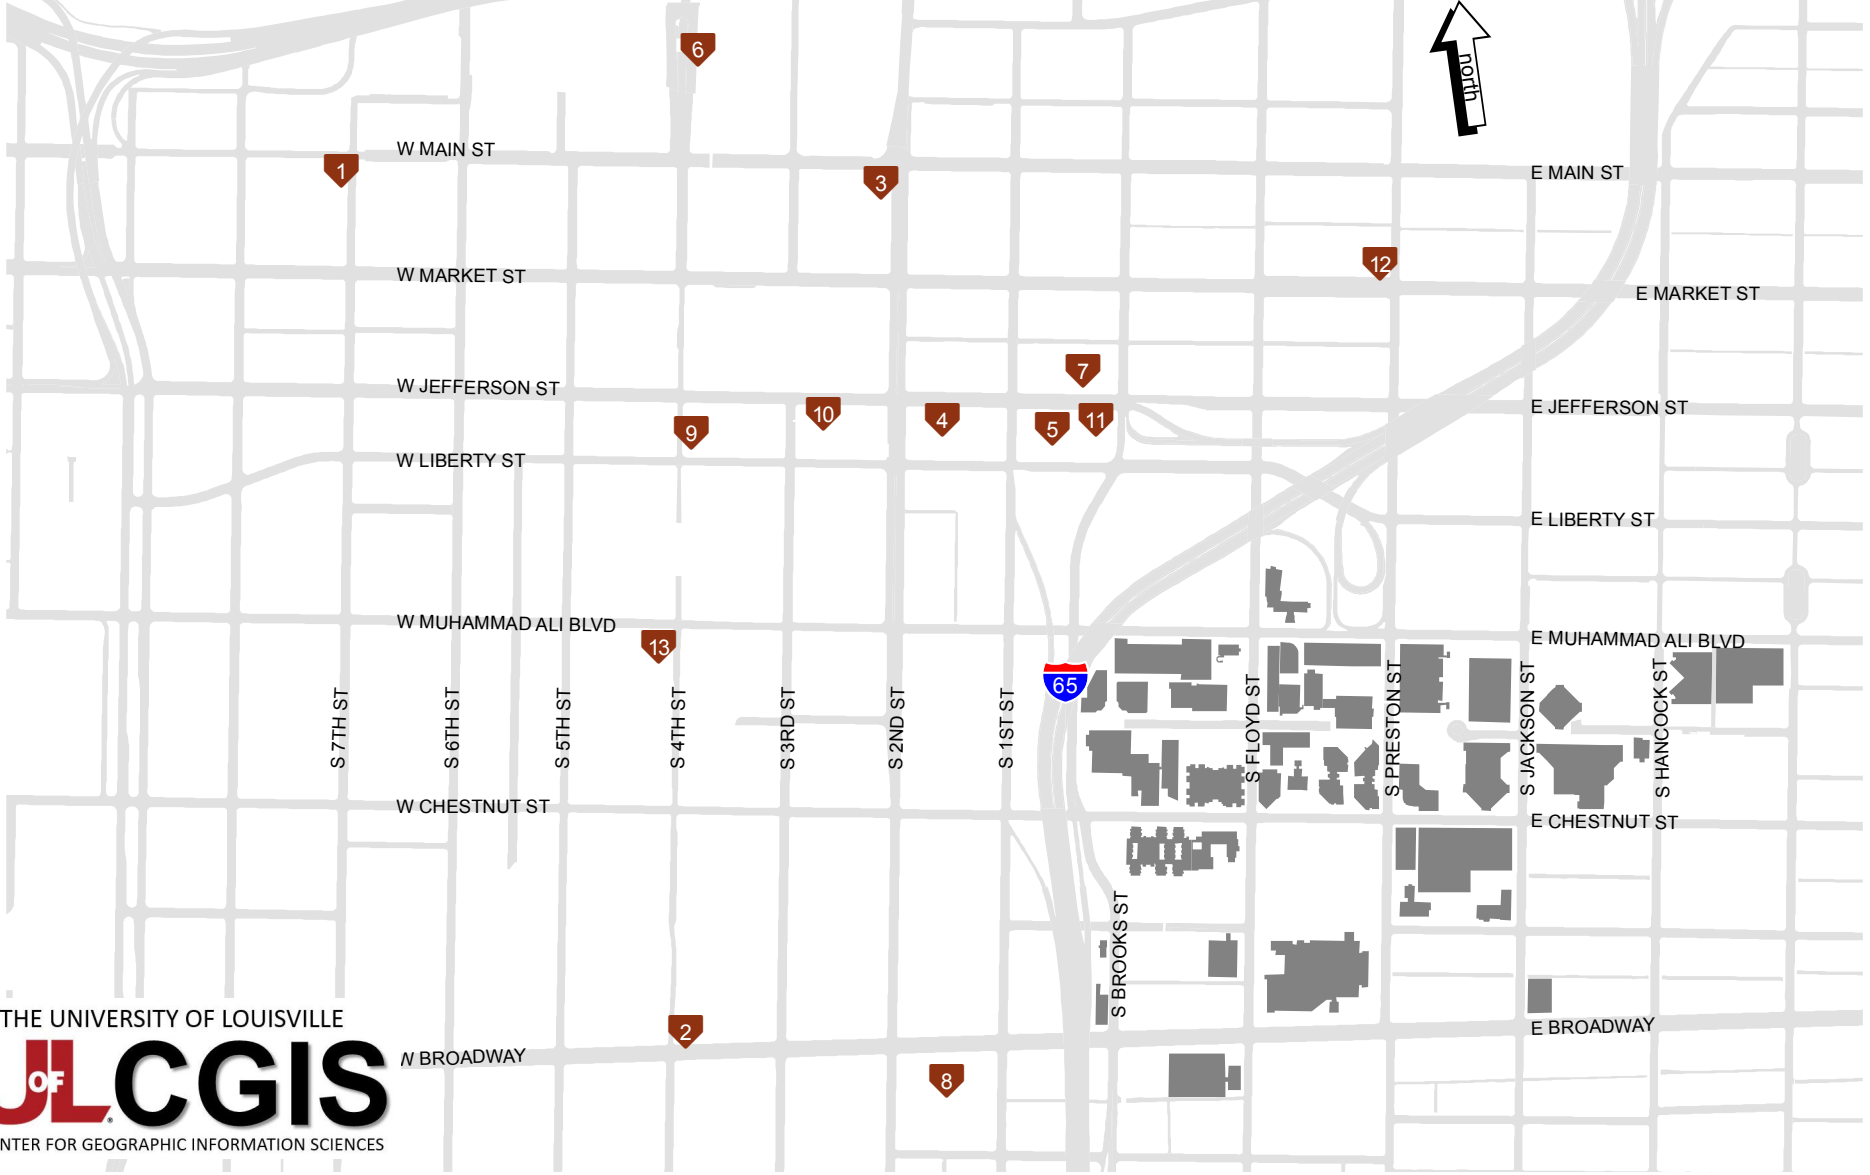 6
north
W MAIN ST
1
3
E MAIN ST
12
W MARKET ST
E MARKET ST
7
W JEFFERSON ST
10
4
5
11
E JEFFERSON ST
9
W LIBERTY ST
E LIBERTY ST
W MUHAMMAD ALI BLVD
13
E MUHAMMAD ALI BLVD
65
S 7TH ST
S 6TH ST
S 5TH ST
S 4TH ST
S 3RD ST
S 2ND ST
S 1ST ST
S FLOYD ST
S PRESTON ST
S JACKSON ST
S HANCOCK ST
W CHESTNUT ST
E CHESTNUT ST
S BROOKS ST
THE UNIVERSITY OF LOUISVILLE
UofL CGIS
NTER FOR GEOGRAPHIC INFORMATION SCIENCES
2
W BROADWAY
E BROADWAY
8